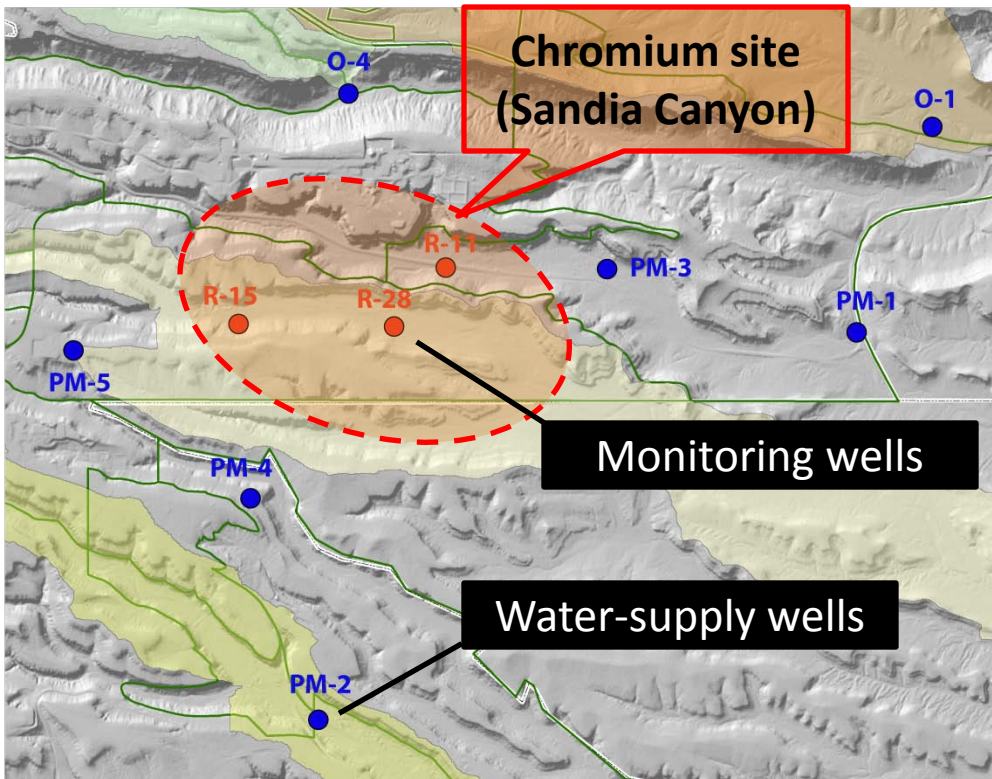 Chromium site
(Sandia Canyon)
O-4
O-1
R-11
PM-3
R-15
R-28
PM-1
PM-5
Monitoring wells
PM-4
Water-supply wells
PM-2